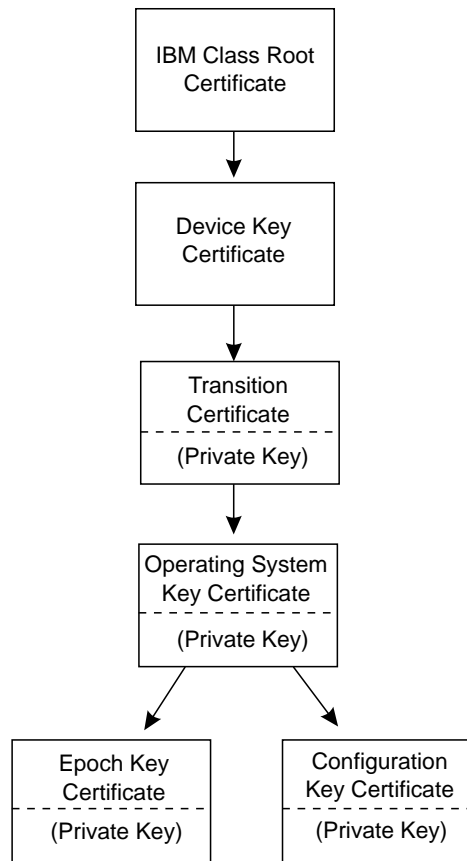 IBM Class Root
Certificate
Device Key
Certificate
Transition
Certificate
(Private Key)
Operating System
Key Certificate
(Private Key)
Epoch Key
Certificate
(Private Key)
Configuration
Key Certificate
(Private Key)